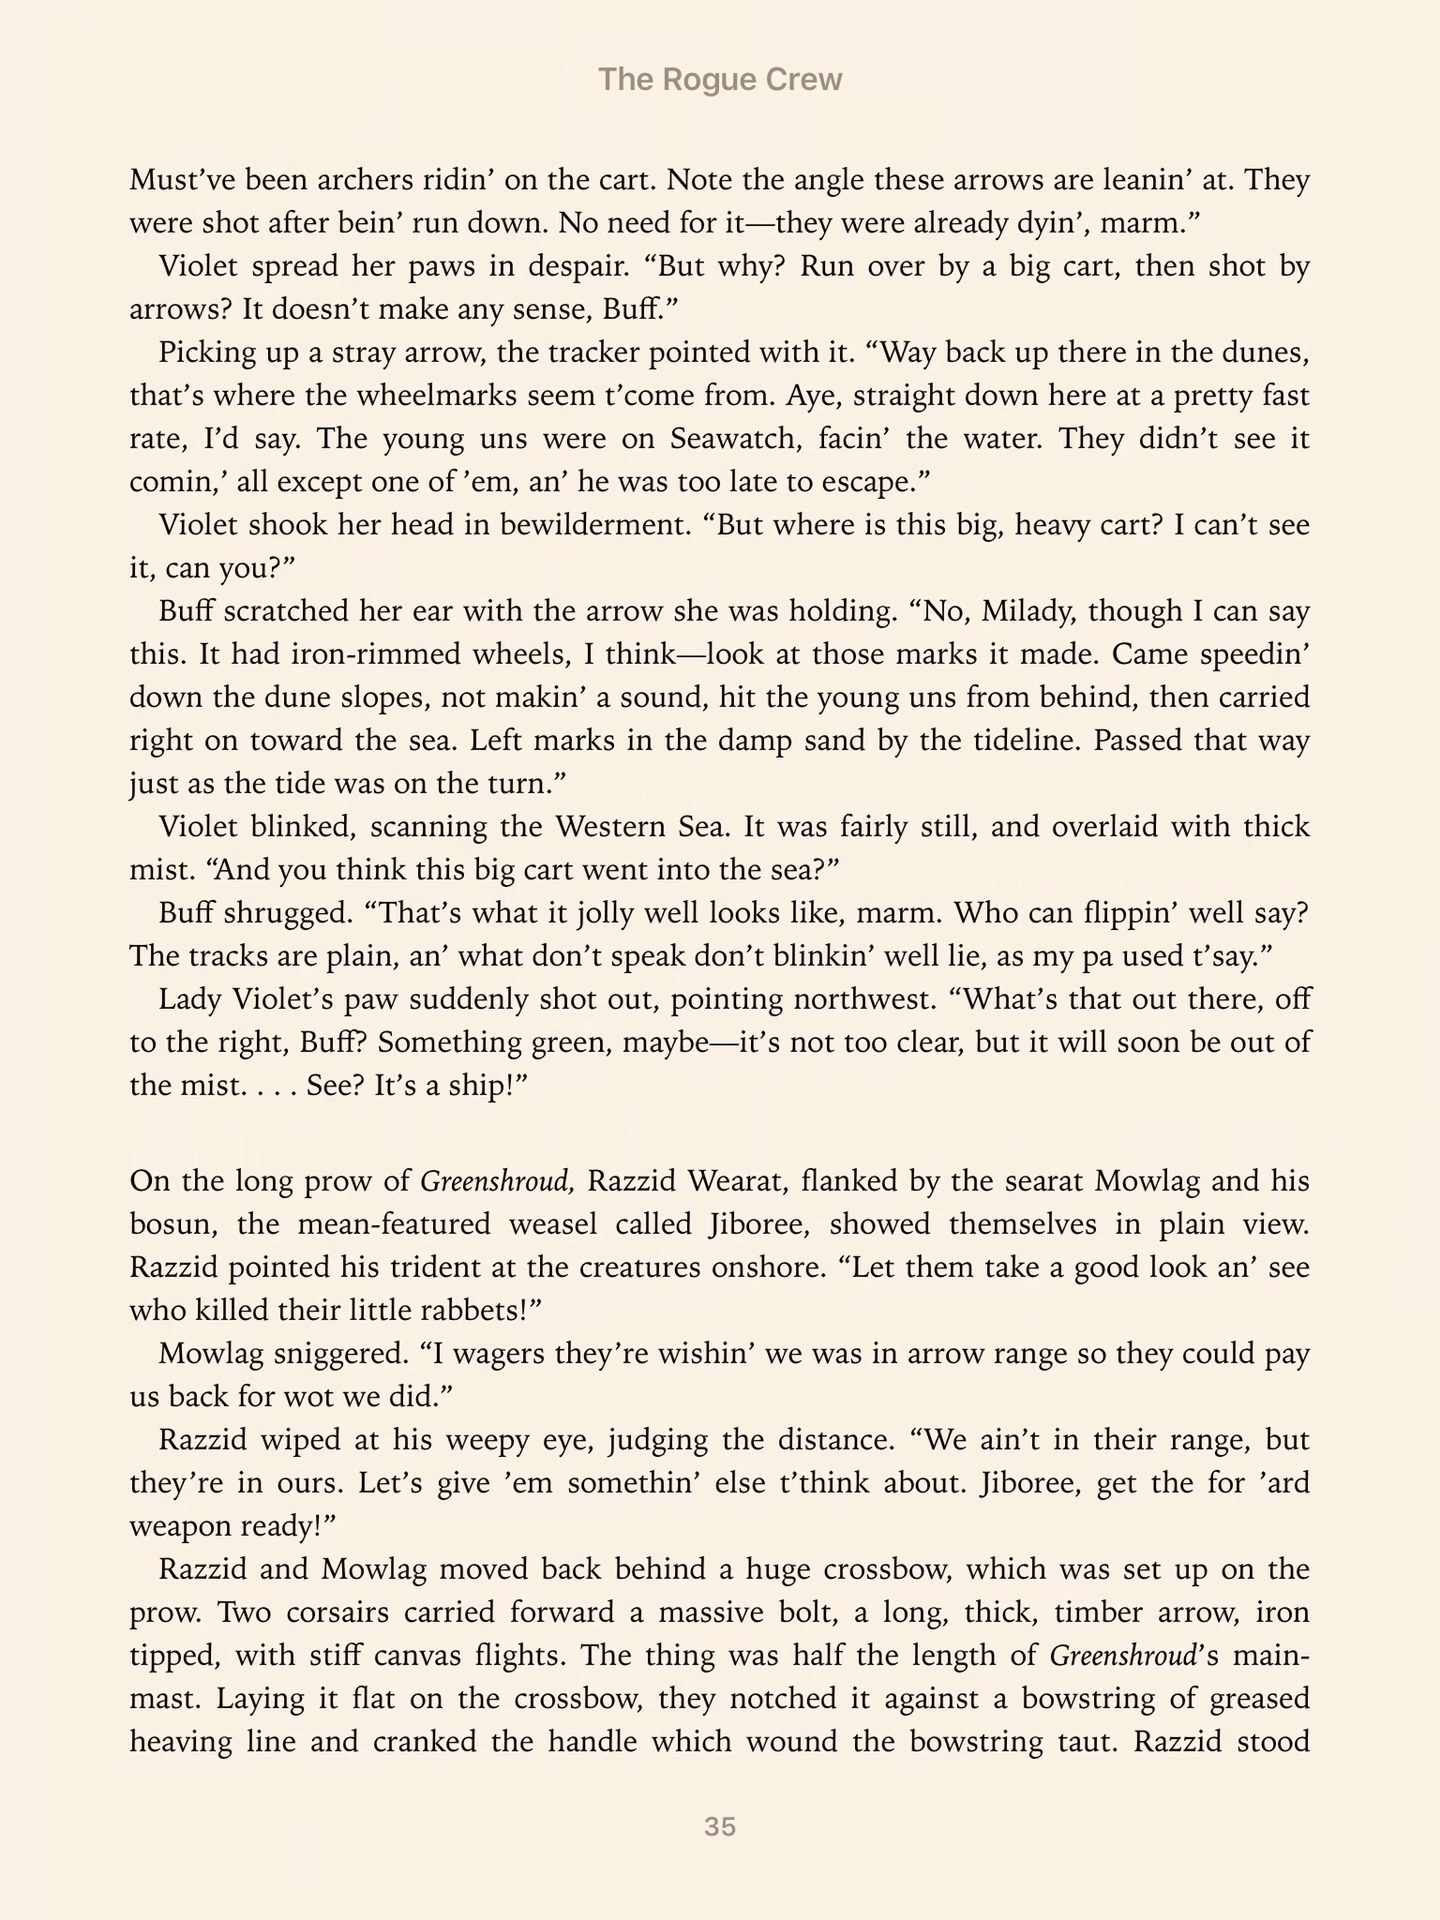 The Rogue Crew
Must’ve been archers ridin’ on the cart. Note the angle these arrows are leanin’ at. They
were shot after bein’ run down. No need for it—they were already dyin’, marm.”
Violet spread her paws in despair. “But why? Run over by a big cart, then shot by
arrows? It doesn’t make any sense, Buff.”
Picking up a stray arrow, the tracker pointed with it. “Way back up there in the dunes,
that’s where the wheelmarks seem t’come from. Aye, straight down here at a pretty fast
rate, I’d say. The young uns were on Seawatch, facin’ the water. They didn’t see it
comin,’ all except one of ’em, an’ he was too late to escape.”
Violet shook her head in bewilderment. “But where is this big, heavy cart? I can’t see
it, can you?”
Buff scratched her ear with the arrow she was holding. “No, Milady, though I can say
this. It had iron-rimmed wheels, I think—look at those marks it made. Came speedin’
down the dune slopes, not makin’ a sound, hit the young uns from behind, then carried
right on toward the sea. Left marks in the damp sand by the tideline. Passed that way
just as the tide was on the turn.”
Violet blinked, scanning the Western Sea. It was fairly still, and overlaid with thick
mist. “And you think this big cart went into the sea?”
Buff shrugged. “That’s what it jolly well looks like, marm. Who can flippin’ well say?
The tracks are plain, an’ what don’t speak don’t blinkin’ well lie, as my pa used t’say.”
Lady Violet’s paw suddenly shot out, pointing northwest. “What’s that out there, off
to the right, Buff? Something green, maybe—it’s not too clear, but it will soon be out of
the mist. . . . See? It’s a ship!”
On the long prow of Greenshroud, Razzid Wearat, flanked by the searat Mowlag and his
bosun, the mean-featured weasel called Jiboree, showed themselves in plain view.
Razzid pointed his trident at the creatures onshore. “Let them take a good look an’ see
who killed their little rabbets!”
Mowlag sniggered. “I wagers they’re wishin’ we was in arrow range so they could pay
us back for wot we did.”
Razzid wiped at his weepy eye, judging the distance. “We ain’t in their range, but
they’re in ours. Let’s give ’em somethin’ else t’think about. Jiboree, get the for ’ard
weapon ready!”
Razzid and Mowlag moved back behind a huge crossbow, which was set up on the
prow. Two corsairs carried forward a massive bolt, a long, thick, timber arrow, iron
tipped, with stiff canvas flights. The thing was half the length of Greenshroud’s main-
mast. Laying it flat on the crossbow, they notched it against a bowstring of greased
heaving line and cranked the handle which wound the bowstring taut. Razzid stood
35